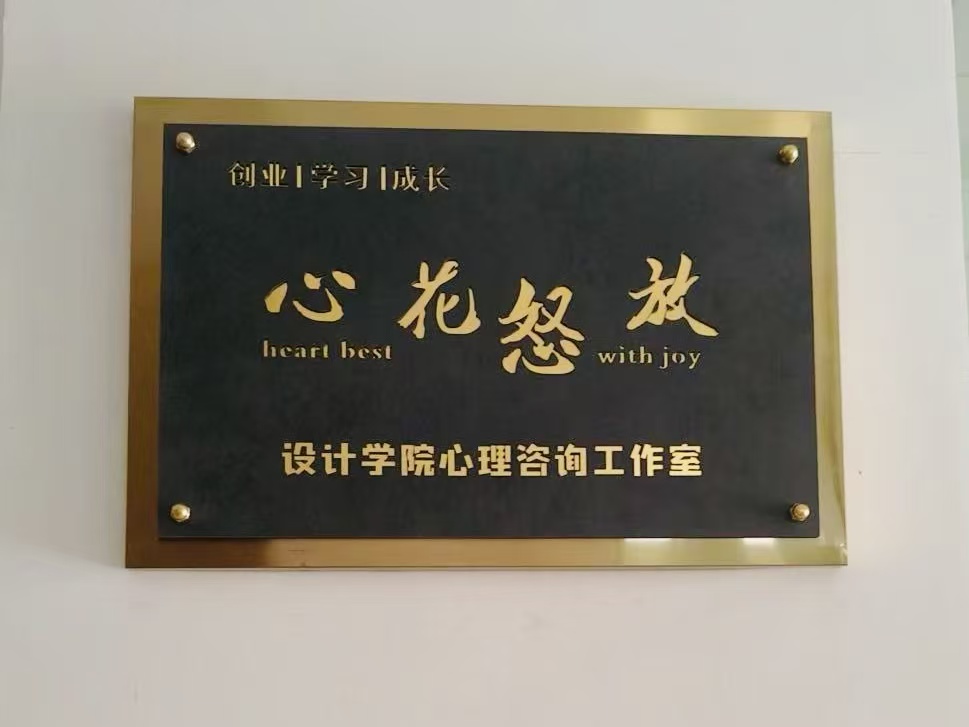 创业|学习|成长
心花怒放
heart best with joy
设计学院心理咨询工作室